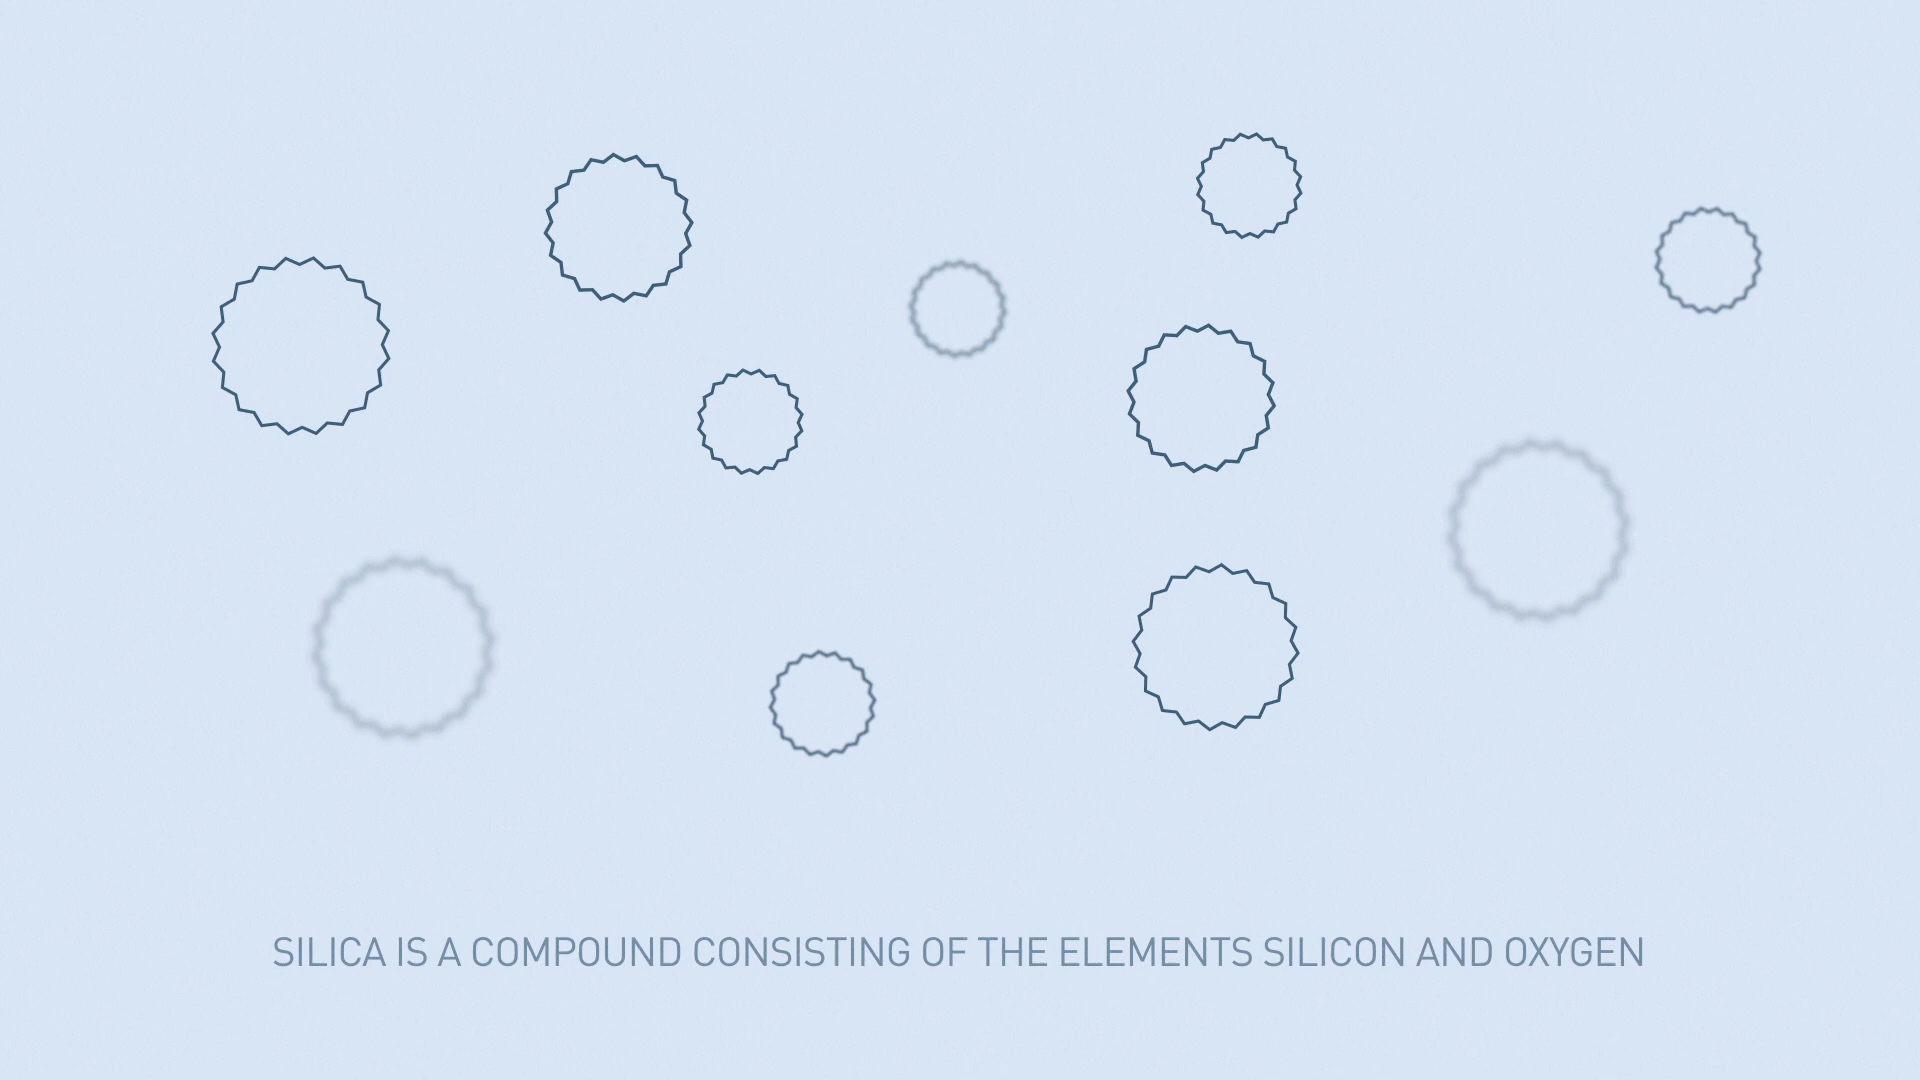 SILICA IS A COMPOUND CONSISTING OF THE ELEMENTS SILICON AND OXYGEN